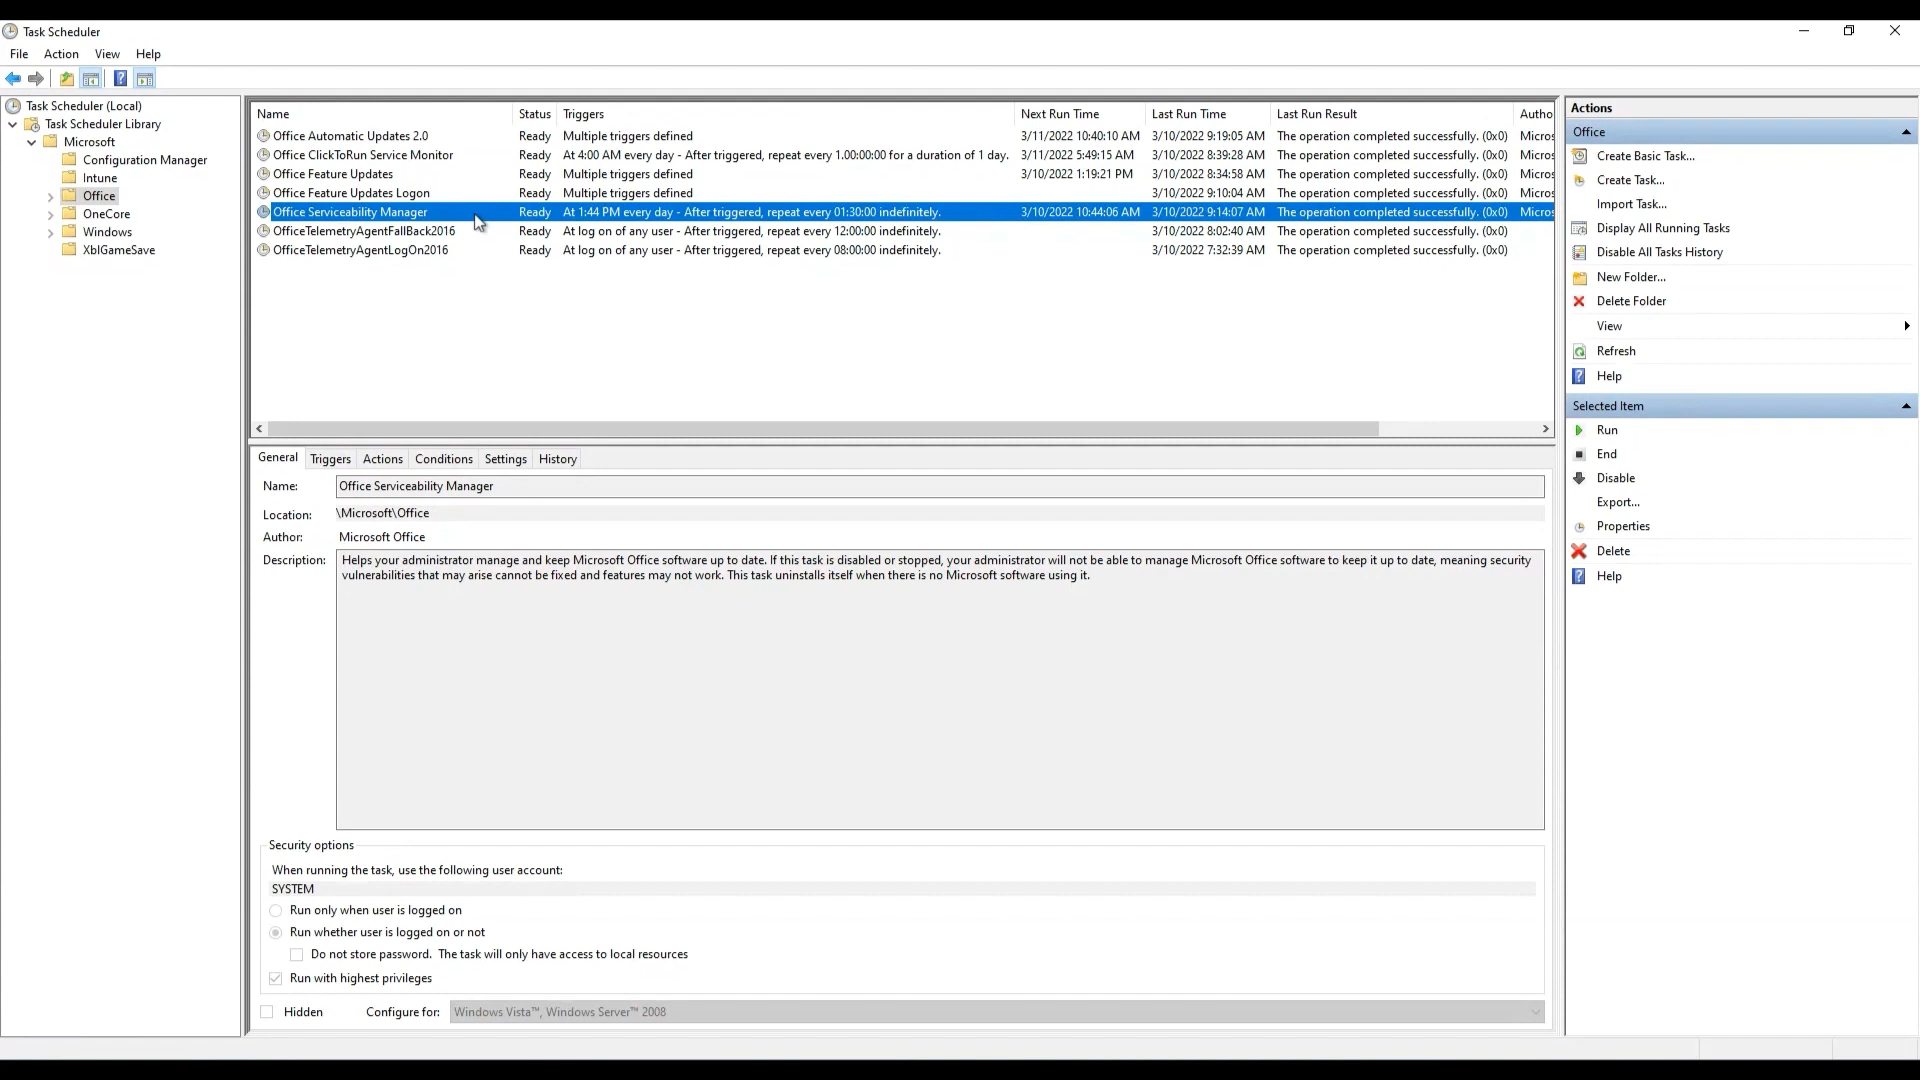 Task Scheduler
File Action View Help
Task Scheduler (Local)
Task Scheduler Library
Microsoft
Configuration Manager
Intune
Office
OneCore
Windows
XblGameSave
Name Status Triggers Next Run Time Last Run Time Last Run Result Autho
Office Automatic Updates 2.0 Ready Multiple triggers defined 3/11/2022 10:40:10 AM 3/10/2022 9:19:05 AM The operation completed successfully. (0x0) Micros
Office ClickToRun Service Monitor Ready At 4:00 AM every day - After triggered, repeat every 1.00:00:00 for a duration of 1 day. 3/11/2022 5:49:15 AM 3/10/2022 8:39:28 AM The operation completed successfully. (0x0) Micros
Office Feature Updates Ready Multiple triggers defined 3/10/2022 1:19:21 PM 3/10/2022 8:34:58 AM The operation completed successfully. (0x0) Micros
Office Feature Updates Logon Ready Multiple triggers defined 3/10/2022 9:10:04 AM The operation completed successfully. (0x0) Micros
Office Serviceability Manager Ready At 1:44 PM every day - After triggered, repeat every 01:30:00 indefinitely. 3/10/2022 10:44:06 AM 3/10/2022 9:14:07 AM The operation completed successfully. (0x0) Micros
OfficeTelemetryAgentFallBack2016 Ready At log on of any user - After triggered, repeat every 12:00:00 indefinitely. 3/10/2022 8:02:40 AM The operation completed successfully. (0x0)
OfficeTelemetryAgentLogOn2016 Ready At log on of any user - After triggered, repeat every 08:00:00 indefinitely. 3/10/2022 7:32:39 AM The operation completed successfully. (0x0)
General Triggers Actions Conditions Settings History
Name: Office Serviceability Manager
Location: \Microsoft\Office
Author: Microsoft Office
Description: Helps your administrator manage and keep Microsoft Office software up to date. If this task is disabled or stopped, your administrator will not be able to manage Microsoft Office software to keep it up to date, meaning security
vulnerabilities that may arise cannot be fixed and features may not work. This task uninstalls itself when there is no Microsoft software using it.
Security options
When running the task, use the following user account:
SYSTEM
Run only when user is logged on
Run whether user is logged on or not
Do not store password. The task will only have access to local resources
Run with highest privileges
Hidden Configure for: Windows Vista™, Windows Server™ 2008
Actions
Office
Create Basic Task...
Create Task...
Import Task...
Display All Running Tasks
Disable All Tasks History
New Folder...
Delete Folder
View
Refresh
Help
Selected Item
Run
End
Disable
Export...
Properties
Delete
Help